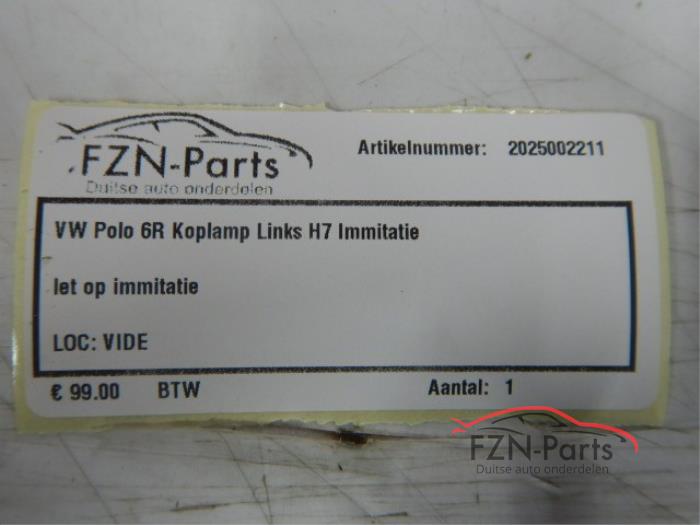 FZN-Parts
Duitse auto onderdelen
Artikelnummer: 2025002211
VW Polo 6R Koplamp Links H7 Immitatie
let op immitatie
LOC: VIDE
€ 99.00 BTW Aantal: 1
FZN-Parts
Duitse auto onderdelen